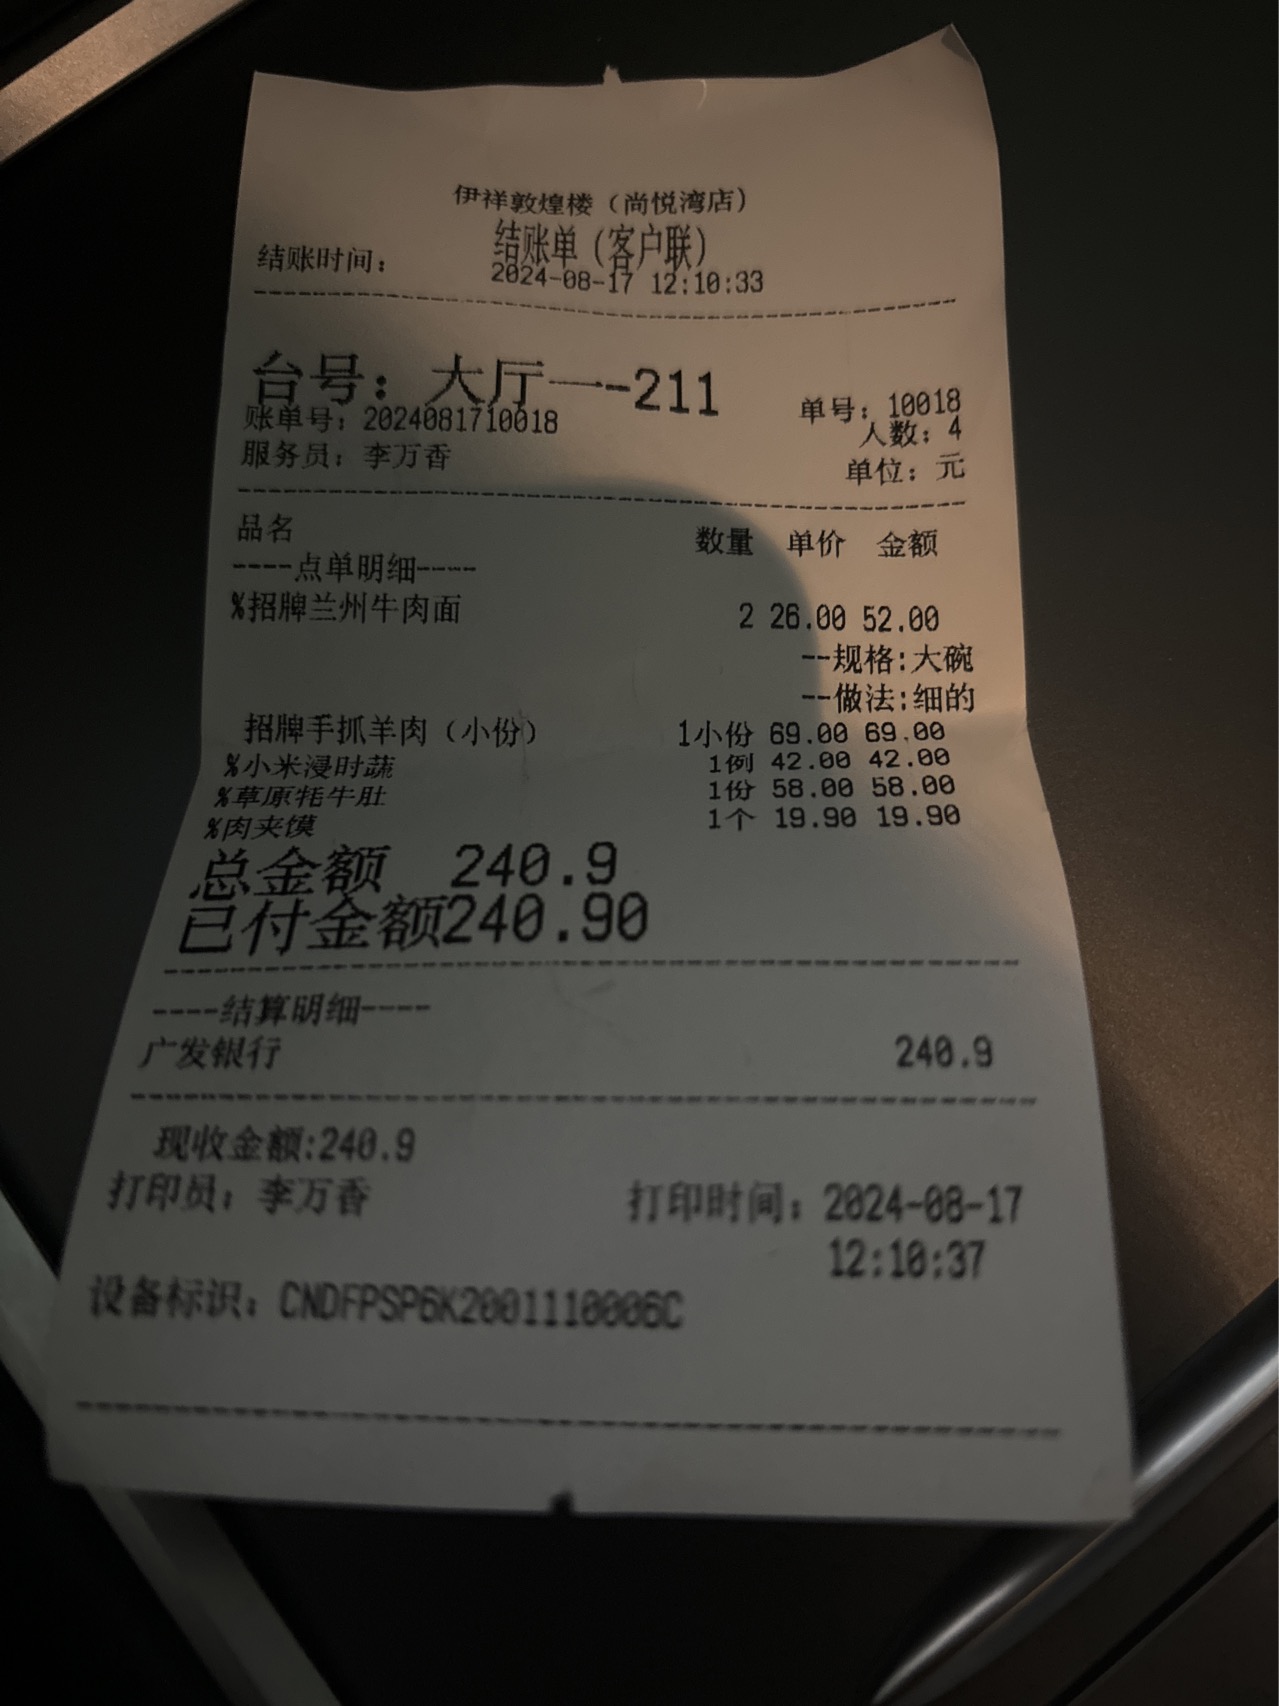 伊祥敦煌楼（尚悦湾店）
结账单（客户联）
结账时间： 2024-08-17 12:10:33
台号：大厅一-211
单号：10018
账单号：2024081710018
人数：4
服务员：李万香
单位：元
品名 数量 单价 金额
----点单明细----
%招牌兰州牛肉面 2 26.00 52.00
--规格:大碗
--做法:细的
招牌手抓羊肉（小份） 1小份 69.00 69.00
%小米浸时蔬 1例 42.00 42.00
%草原牦牛肚 1份 58.00 58.00
%肉夹馍 1个 19.90 19.90
总金额 240.9
已付金额240.90
----结算明细----
广发银行 240.9
现收金额:240.9
打印员：李万香 打印时间：2024-08-17
12:10:37
设备标识：CNDFPSP6K2001110006C